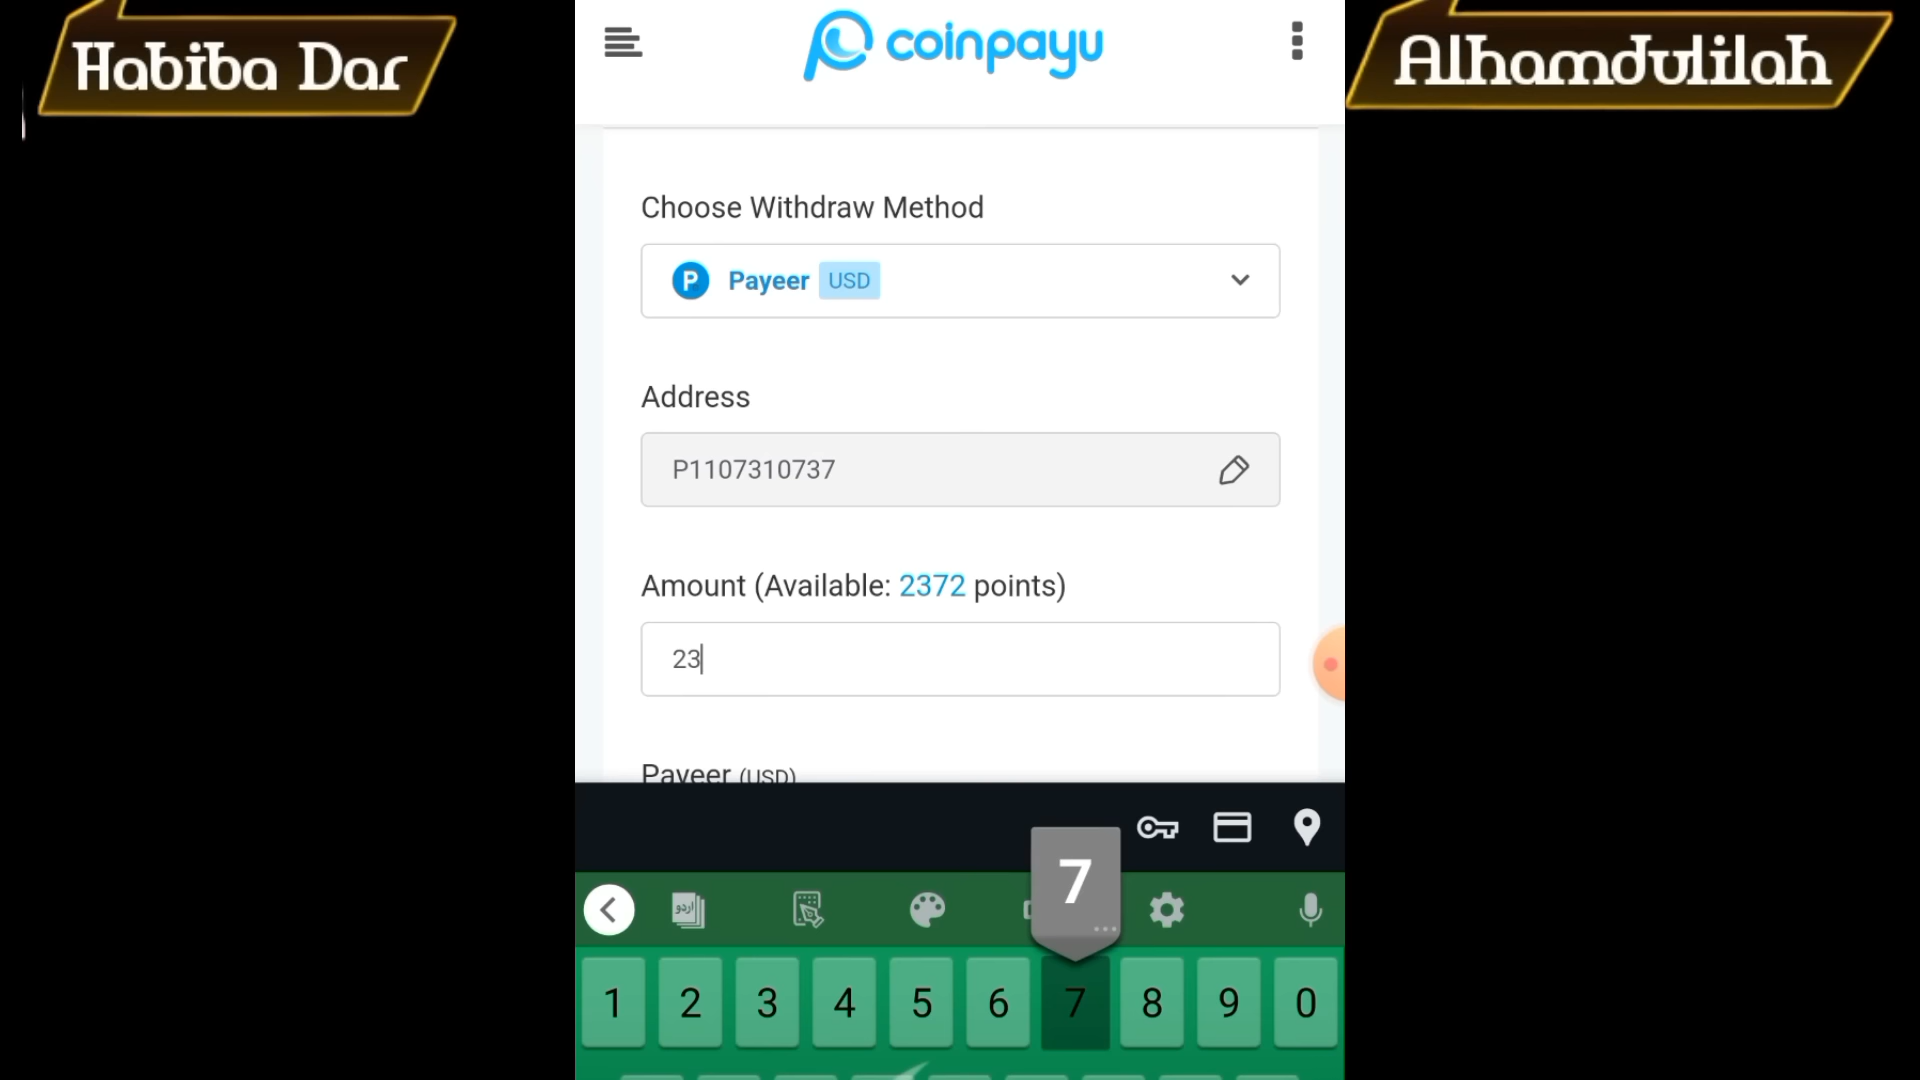 Habiba Dar
coinpayu
Alhamdulilah
Choose Withdraw Method
P Payeer USD
Address
P1107310737
Amount (Available: 2372 points)
23
Payeer (USD)
7
اردو
1 2 3 4 5 6 7 8 9 0